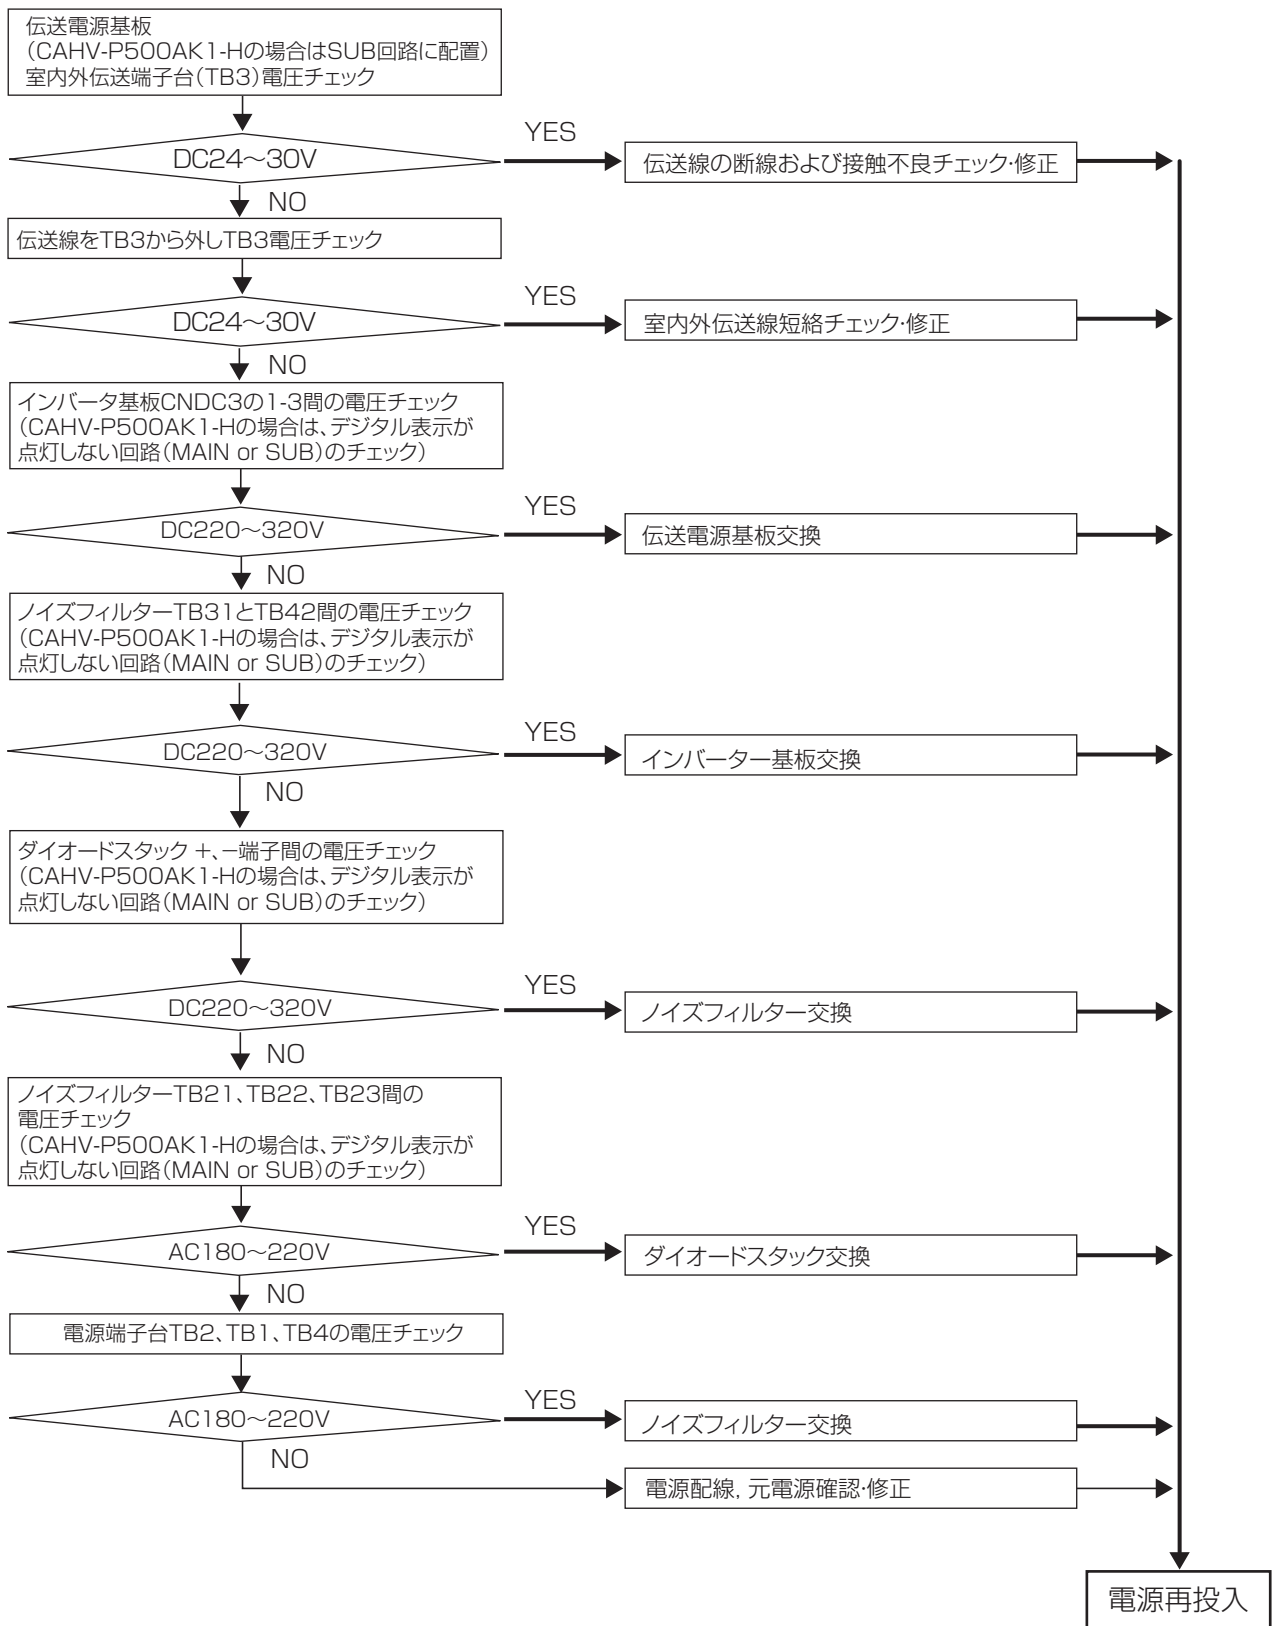 伝送電源基板
(CAHV-P500AK1-Hの場合はSUB回路に配置)
室内外伝送端子台(TB3)電圧チェック
DC24～30V
YES
伝送線の断線および接触不良チェック・修正
NO
伝送線をTB3から外しTB3電圧チェック
DC24～30V
YES
室内外伝送線短絡チェック・修正
NO
インバータ基板CNDC3の1-3間の電圧チェック
(CAHV-P500AK1-Hの場合は、デジタル表示が
点灯しない回路(MAIN or SUB)のチェック)
DC220～320V
YES
伝送電源基板交換
NO
ノイズフィルターTB31とTB42間の電圧チェック
(CAHV-P500AK1-Hの場合は、デジタル表示が
点灯しない回路(MAIN or SUB)のチェック)
DC220～320V
YES
インバーター基板交換
NO
ダイオードスタック +、-端子間の電圧チェック
(CAHV-P500AK1-Hの場合は、デジタル表示が
点灯しない回路(MAIN or SUB)のチェック)
DC220～320V
YES
ノイズフィルター交換
NO
ノイズフィルターTB21、TB22、TB23間の
電圧チェック
(CAHV-P500AK1-Hの場合は、デジタル表示が
点灯しない回路(MAIN or SUB)のチェック)
AC180～220V
YES
ダイオードスタック交換
NO
電源端子台TB2、TB1、TB4の電圧チェック
AC180～220V
YES
ノイズフィルター交換
NO
電源配線, 元電源確認・修正
電源再投入